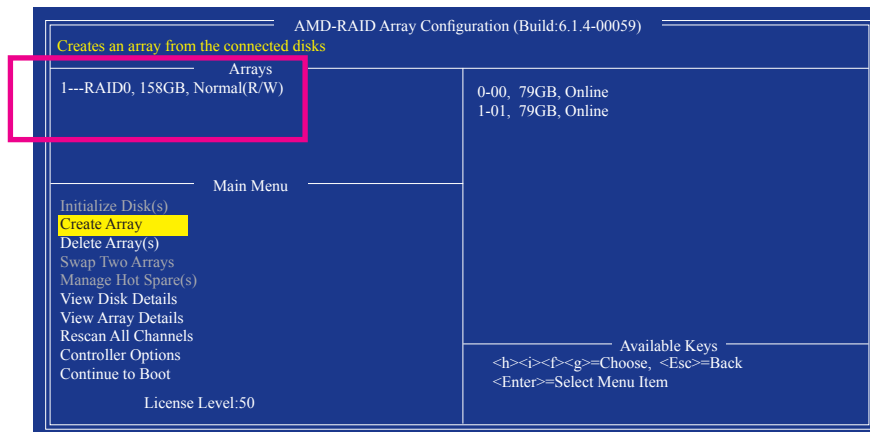 AMD-RAID Array Configuration (Build:6.1.4-00059)
Creates an array from the connected disks
Arrays
1---RAID0, 158GB, Normal(R/W)
0-00, 79GB, Online
1-01, 79GB, Online
Main Menu
Initialize Disk(s)
Create Array
Delete Array(s)
Swap Two Arrays
Manage Hot Spare(s)
View Disk Details
View Array Details
Rescan All Channels
Controller Options
Continue to Boot
License Level:50
Available Keys
<h><i><f><g>=Choose, <Esc>=Back
<Enter>=Select Menu Item